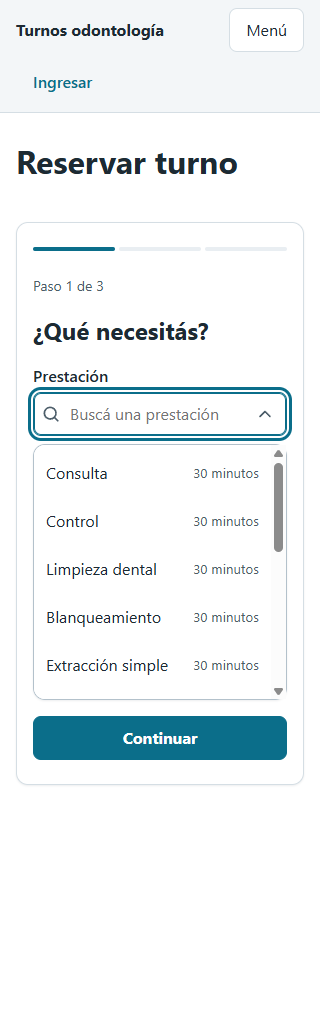 Turnos odontología
Menú
Ingresar
Reservar turno
Paso 1 de 3
¿Qué necesitás?
Prestación
Buscá una prestación
Consulta 30 minutos
Control 30 minutos
Limpieza dental 30 minutos
Blanqueamiento 30 minutos
Extracción simple 30 minutos
Continuar